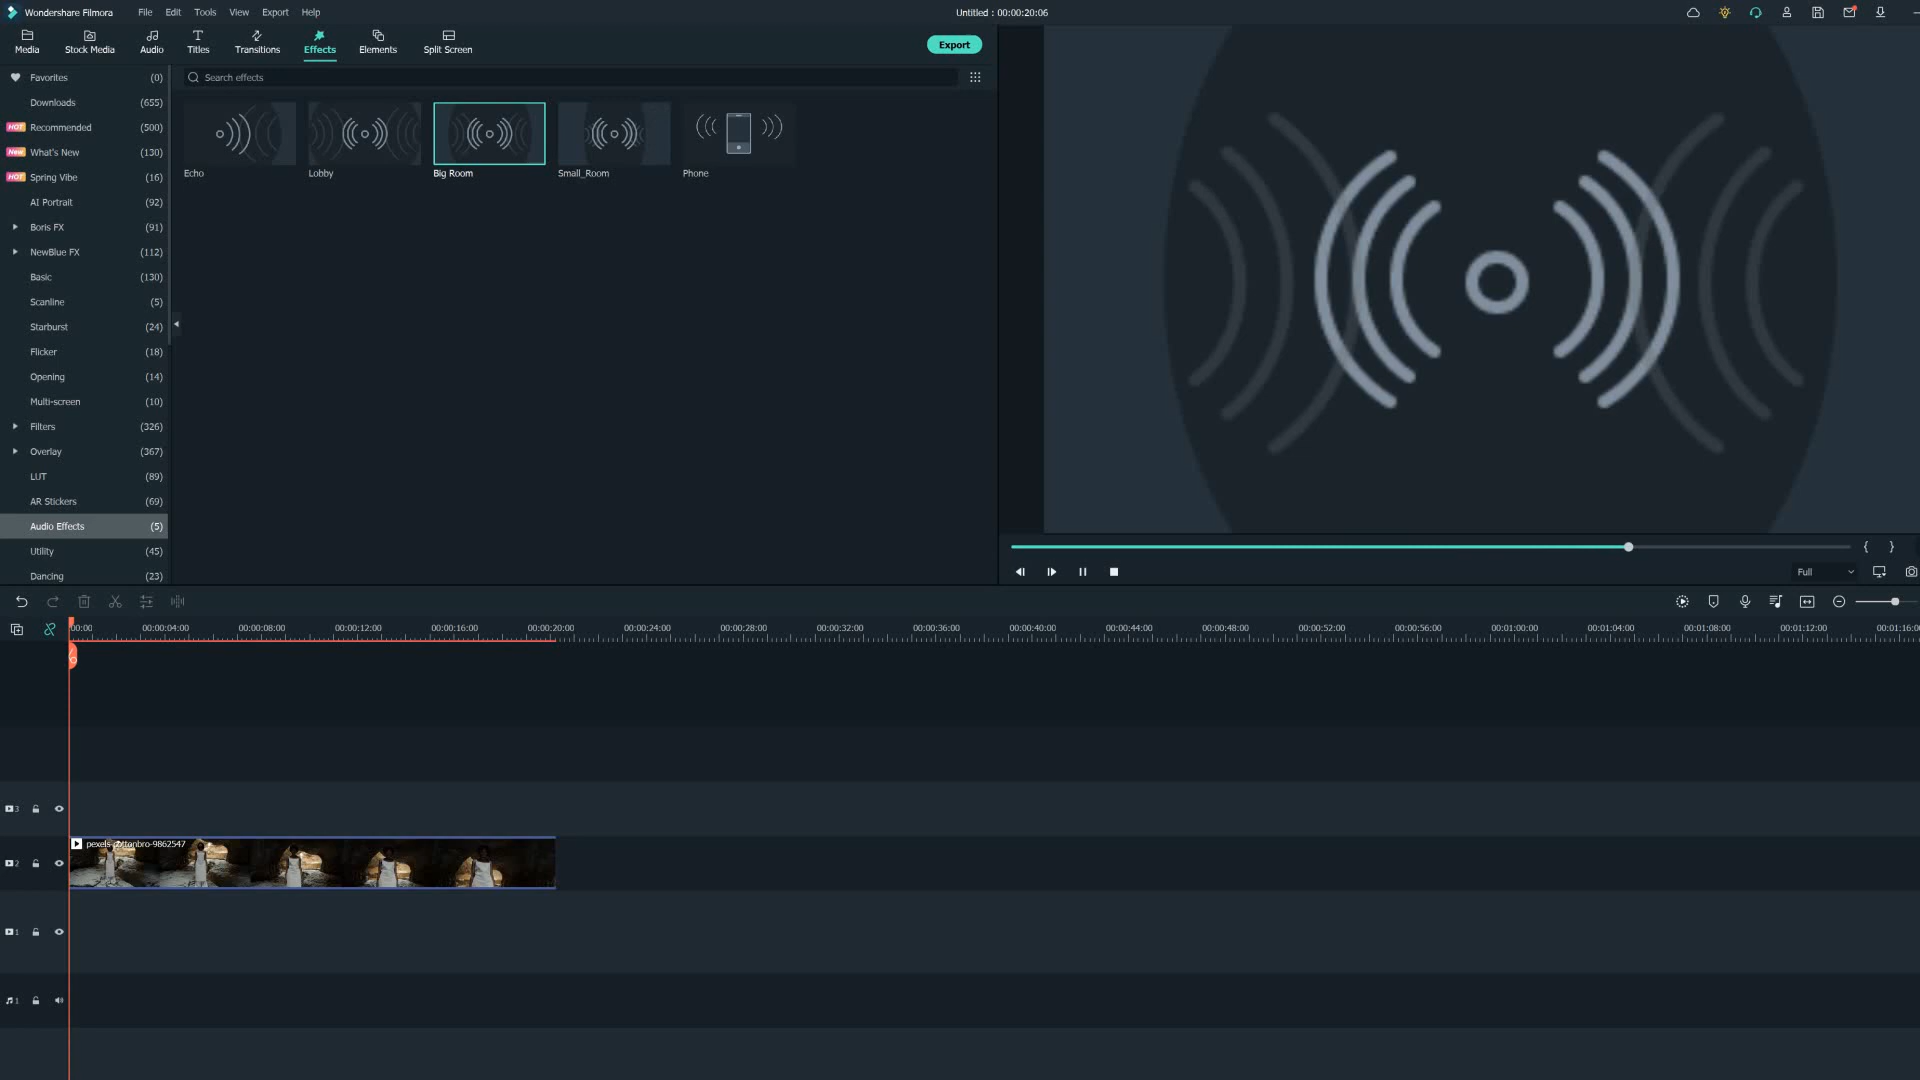 Wondershare Filmora File Edit Tools View Export Help Untitled : 00:00:20:06
Media Stock Media Audio Titles Transitions Effects Elements Split Screen Export
Search effects
Favorites (0)
Downloads (655)
HOT Recommended (500)
New What's New (130)
HOT Spring Vibe (16)
AI Portrait (92)
Boris FX (91)
NewBlue FX (112)
Basic (130)
Scanline (5)
Starburst (24)
Flicker (18)
Opening (14)
Multi-screen (10)
Filters (326)
Overlay (367)
LUT (89)
AR Stickers (69)
Audio Effects (5)
Utility (45)
Dancing (23)
Echo Lobby Big Room Small_Room Phone
{ }
Full
00:00 00:00:04:00 00:00:08:00 00:00:12:00 00:00:16:00 00:00:20:00 00:00:24:00 00:00:28:00 00:00:32:00 00:00:36:00 00:00:40:00 00:00:44:00 00:00:48:00 00:00:52:00 00:00:56:00 00:01:00:00 00:01:04:00 00:01:08:00 00:01:12:00 00:01:16:00
3
pexels-cottonbro-9862547
2
1
1